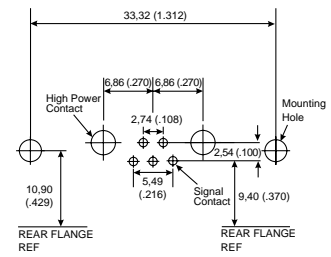 33,32 (1.312)
6,86 (.270)
6,86 (.270)
High Power
Contact
2,74 (.108)
Mounting
Hole
2,54 (.100)
10,90
(.429)
5,49
(.216)
Signal
Contact
9,40 (.370)
REAR FLANGE
REF
REAR FLANGE
REF